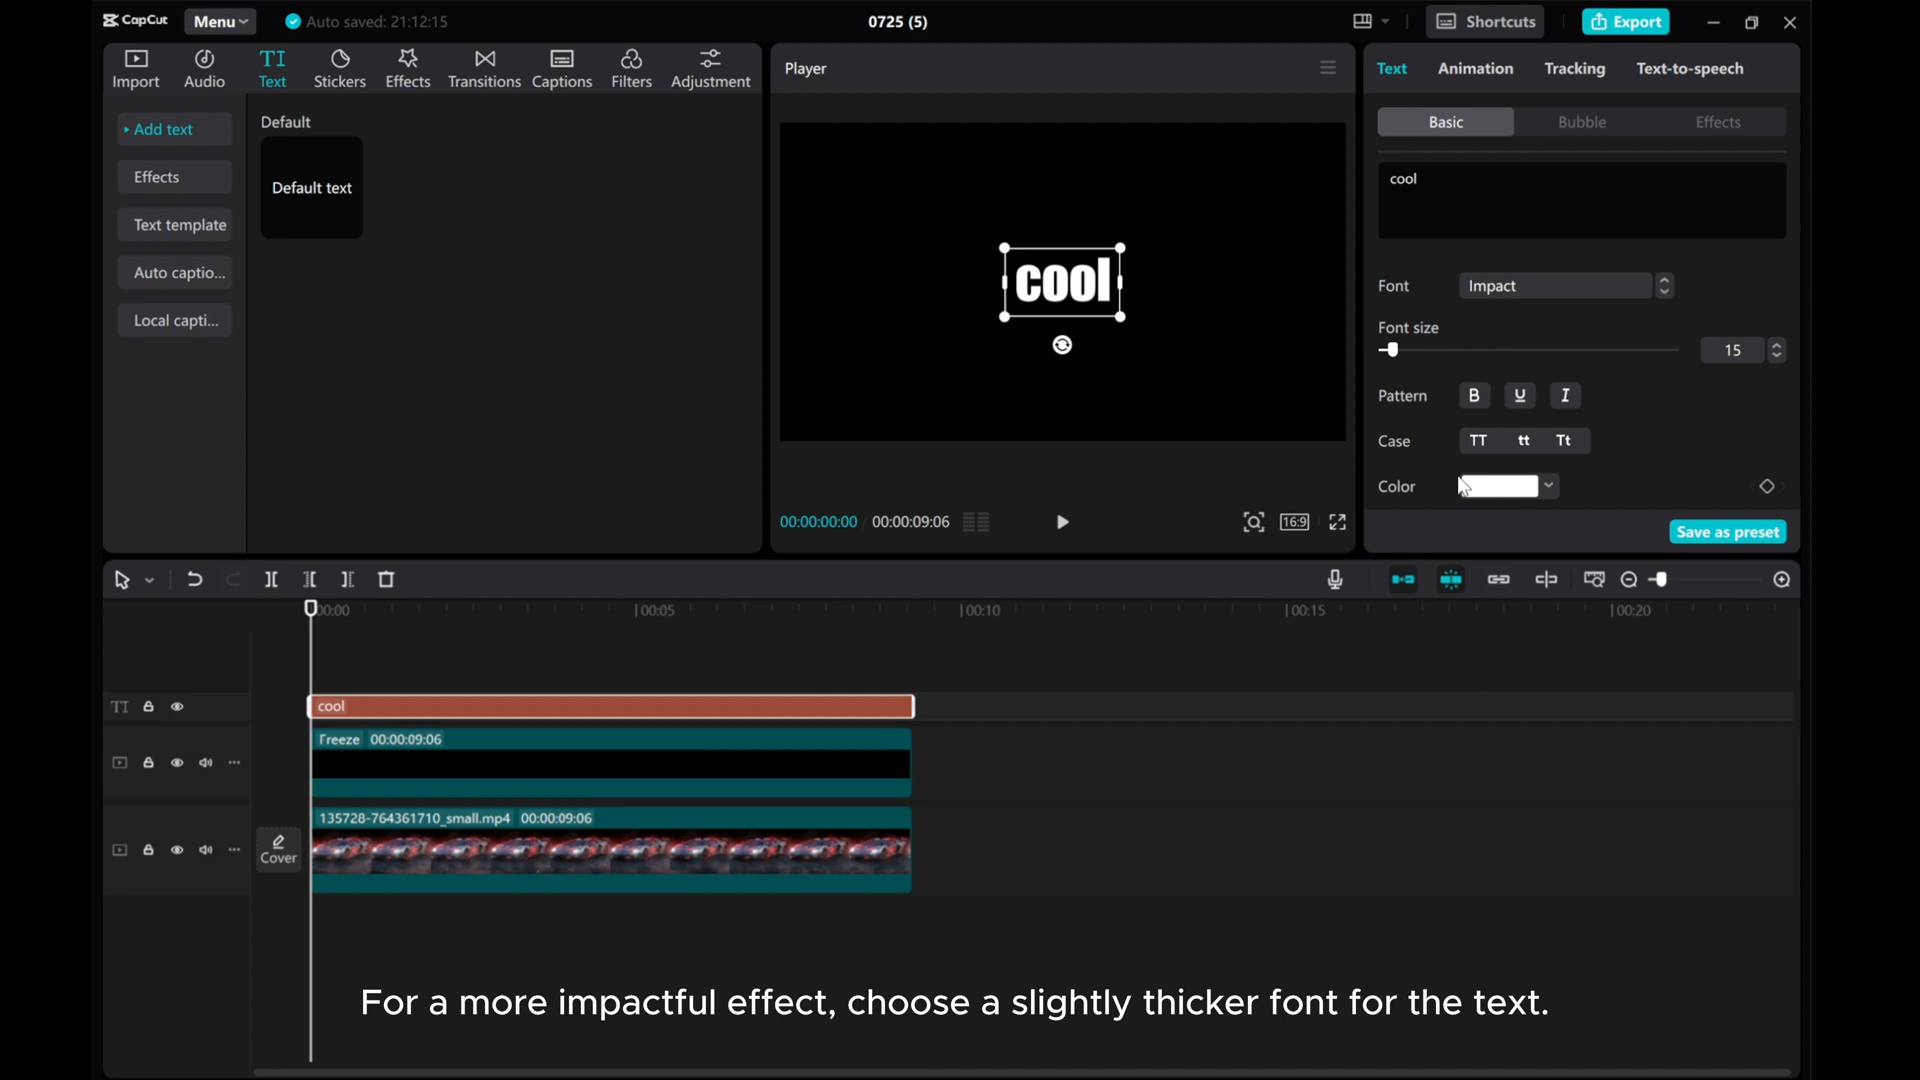 CapCut
Menu
Auto saved: 21:12:15
0725 (5)
Shortcuts
Export
Import
Audio
TI
Text
Stickers
Effects
Transitions
Captions
Filters
Adjustment
Add text
Effects
Text template
Auto captio...
Local capti...
Default
Default text
Player
cool
00:00:00:00
00:00:09:06
16:9
Text
Animation
Tracking
Text-to-speech
Basic
Bubble
Effects
cool
Font
Impact
Font size
15
Pattern
B
U
I
Case
TT
tt
Tt
Color
Save as preset
00:00
00:05
00:10
00:15
00:20
TI
cool
Freeze 00:00:09:06
135728-764361710_small.mp4 00:00:09:06
Cover
For a more impactful effect, choose a slightly thicker font for the text.